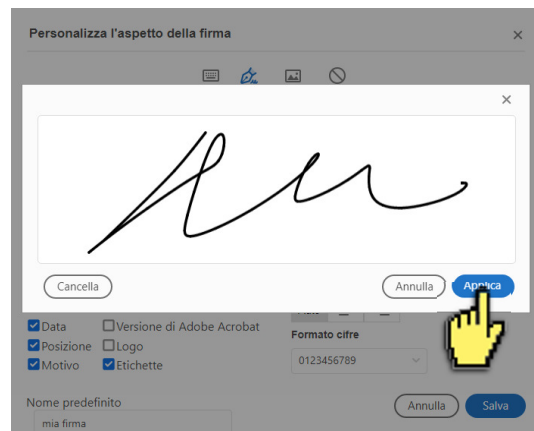 Personalizza l'aspetto della firma
Cancella
Annulla
Applica
Data
Versione di Adobe Acrobat
Posizione
Logo
Motivo
Etichette
Formato cifre
0123456789
Nome predefinito
mia firma
Annulla
Salva